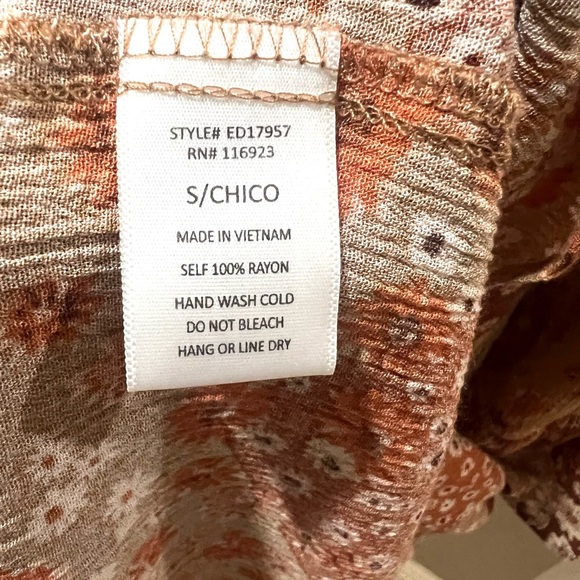 STYLE# ED17957
RN# 116923
S/CHICO
MADE IN VIETNAM
SELF 100% RAYON
HAND WASH COLD
DO NOT BLEACH
HANG OR LINE DRY